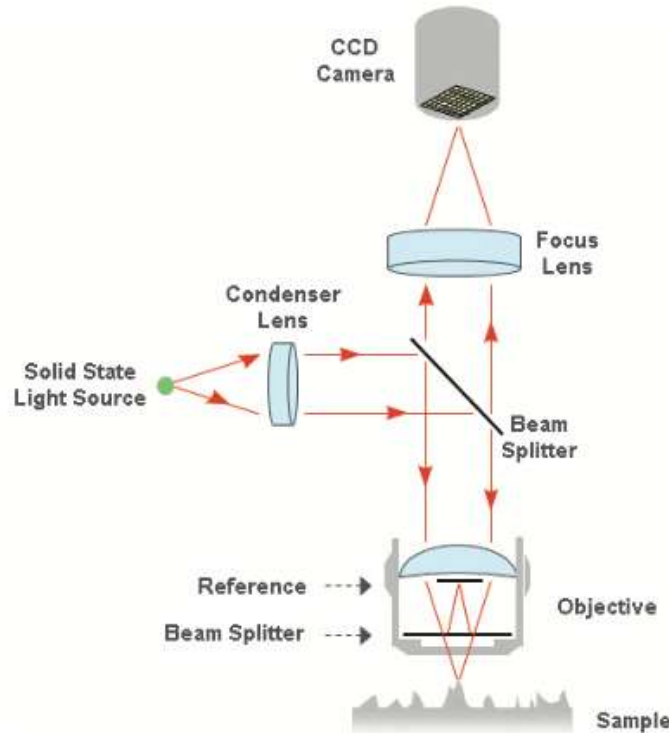 CCD
Camera
Focus
Lens
Condenser
Lens
Solid State
Light Source
Beam
Splitter
Reference
Objective
Beam Splitter
Sample